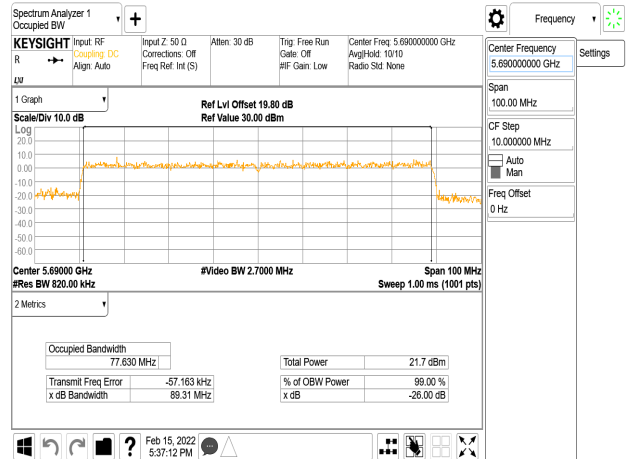 Spectrum Analyzer 1
Occupied BW
Frequency
KEYSIGHT
R
Input: RF
Coupling: DC
Align: Auto
Input Z: 50 Ω
Corrections: Off
Freq Ref: Int (S)
Atten: 30 dB
Trig: Free Run
Gate: Off
#IF Gain: Low
Center Freq: 5.690000000 GHz
Avg|Hold: 10/10
Radio Std: None
Center Frequency
5.690000000 GHz
Settings
Span
100.00 MHz
CF Step
10.000000 MHz
Auto
Man
Freq Offset
0 Hz
1 Graph
Scale/Div 10.0 dB
Ref Lvl Offset 19.80 dB
Ref Value 30.00 dBm
Log
20.0
10.0
0.00
-10.0
-20.0
-30.0
-40.0
-50.0
-60.0
Center 5.69000 GHz
#Video BW 2.7000 MHz
Span 100 MHz
#Res BW 820.00 kHz
Sweep 1.00 ms (1001 pts)
2 Metrics
Occupied Bandwidth
77.630 MHz
Total Power 21.7 dBm
Transmit Freq Error -57.163 kHz
% of OBW Power 99.00 %
x dB Bandwidth 89.31 MHz
x dB -26.00 dB
?
Feb 15, 2022
5:37:12 PM